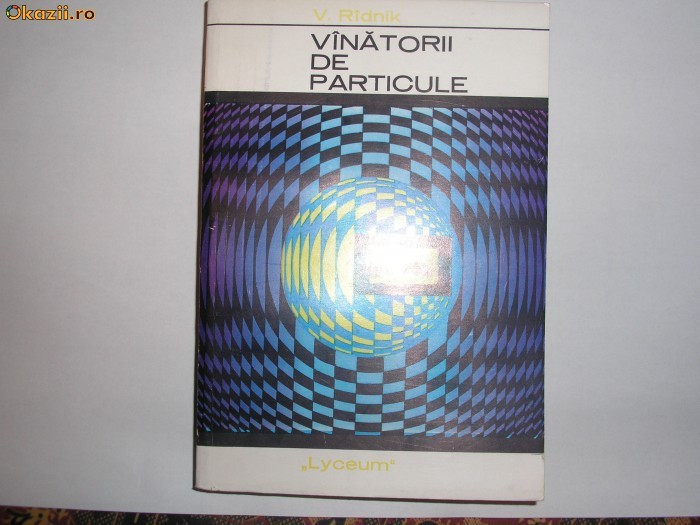 Okazii.ro
V. Rîdnik
VÎNĂTORII
DE
PARTICULE
„Lyceum“